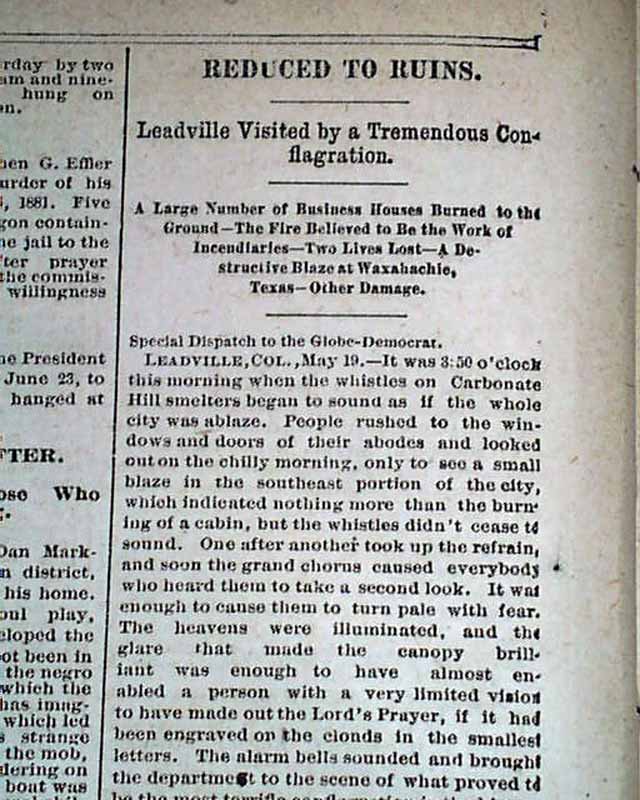 rday by two
am and nine-
hung on
en.
G. Effler
urder of his
, 1881. Five
gon contain-
e jail to the
ter prayer
the commis-
willingness
e President
June 23, to
hanged at
TER.
ose Who
Dan Mark-
n district,
his home.
oul play,
eloped the
ot been in
the negro
which the
has imag-
which led
s strange
the mob,
dering on
boat was
REDUCED TO RUINS.
Leadville Visited by a Tremendous Con-
flagration.
A Large Number of Business Houses Burned to the
Ground—The Fire Believed to Be the Work of
Incendiaries—Two Lives Lost—A De-
structive Blaze at Waxahachie,
Texas—Other Damage.
Special Dispatch to the Globe-Democrat.
LEADVILLE, COL., May 19.—It was 3:50 o'clock
this morning when the whistles on Carbonate
Hill smelters began to sound as if the whole
city was ablaze. People rushed to the win-
dows and doors of their abodes and looked
out on the chilly morning, only to see a small
blaze in the southeast portion of the city,
which indicated nothing more than the burn
ing of a cabin, but the whistles didn't cease to
sound. One after another took up the refrain,
and soon the grand chorus caused everybody
who heard them to take a second look. It was
enough to cause them to turn pale with fear.
The heavens were illuminated, and the
glare that made the canopy brill-
iant was enough to have almost en-
abled a person with a very limited vision
to have made out the Lord's Prayer, if it had
been engraved on the clouds in the smallest
letters. The alarm bells sounded and brought
the department to the scene of what proved to
be the most terrific conflagration